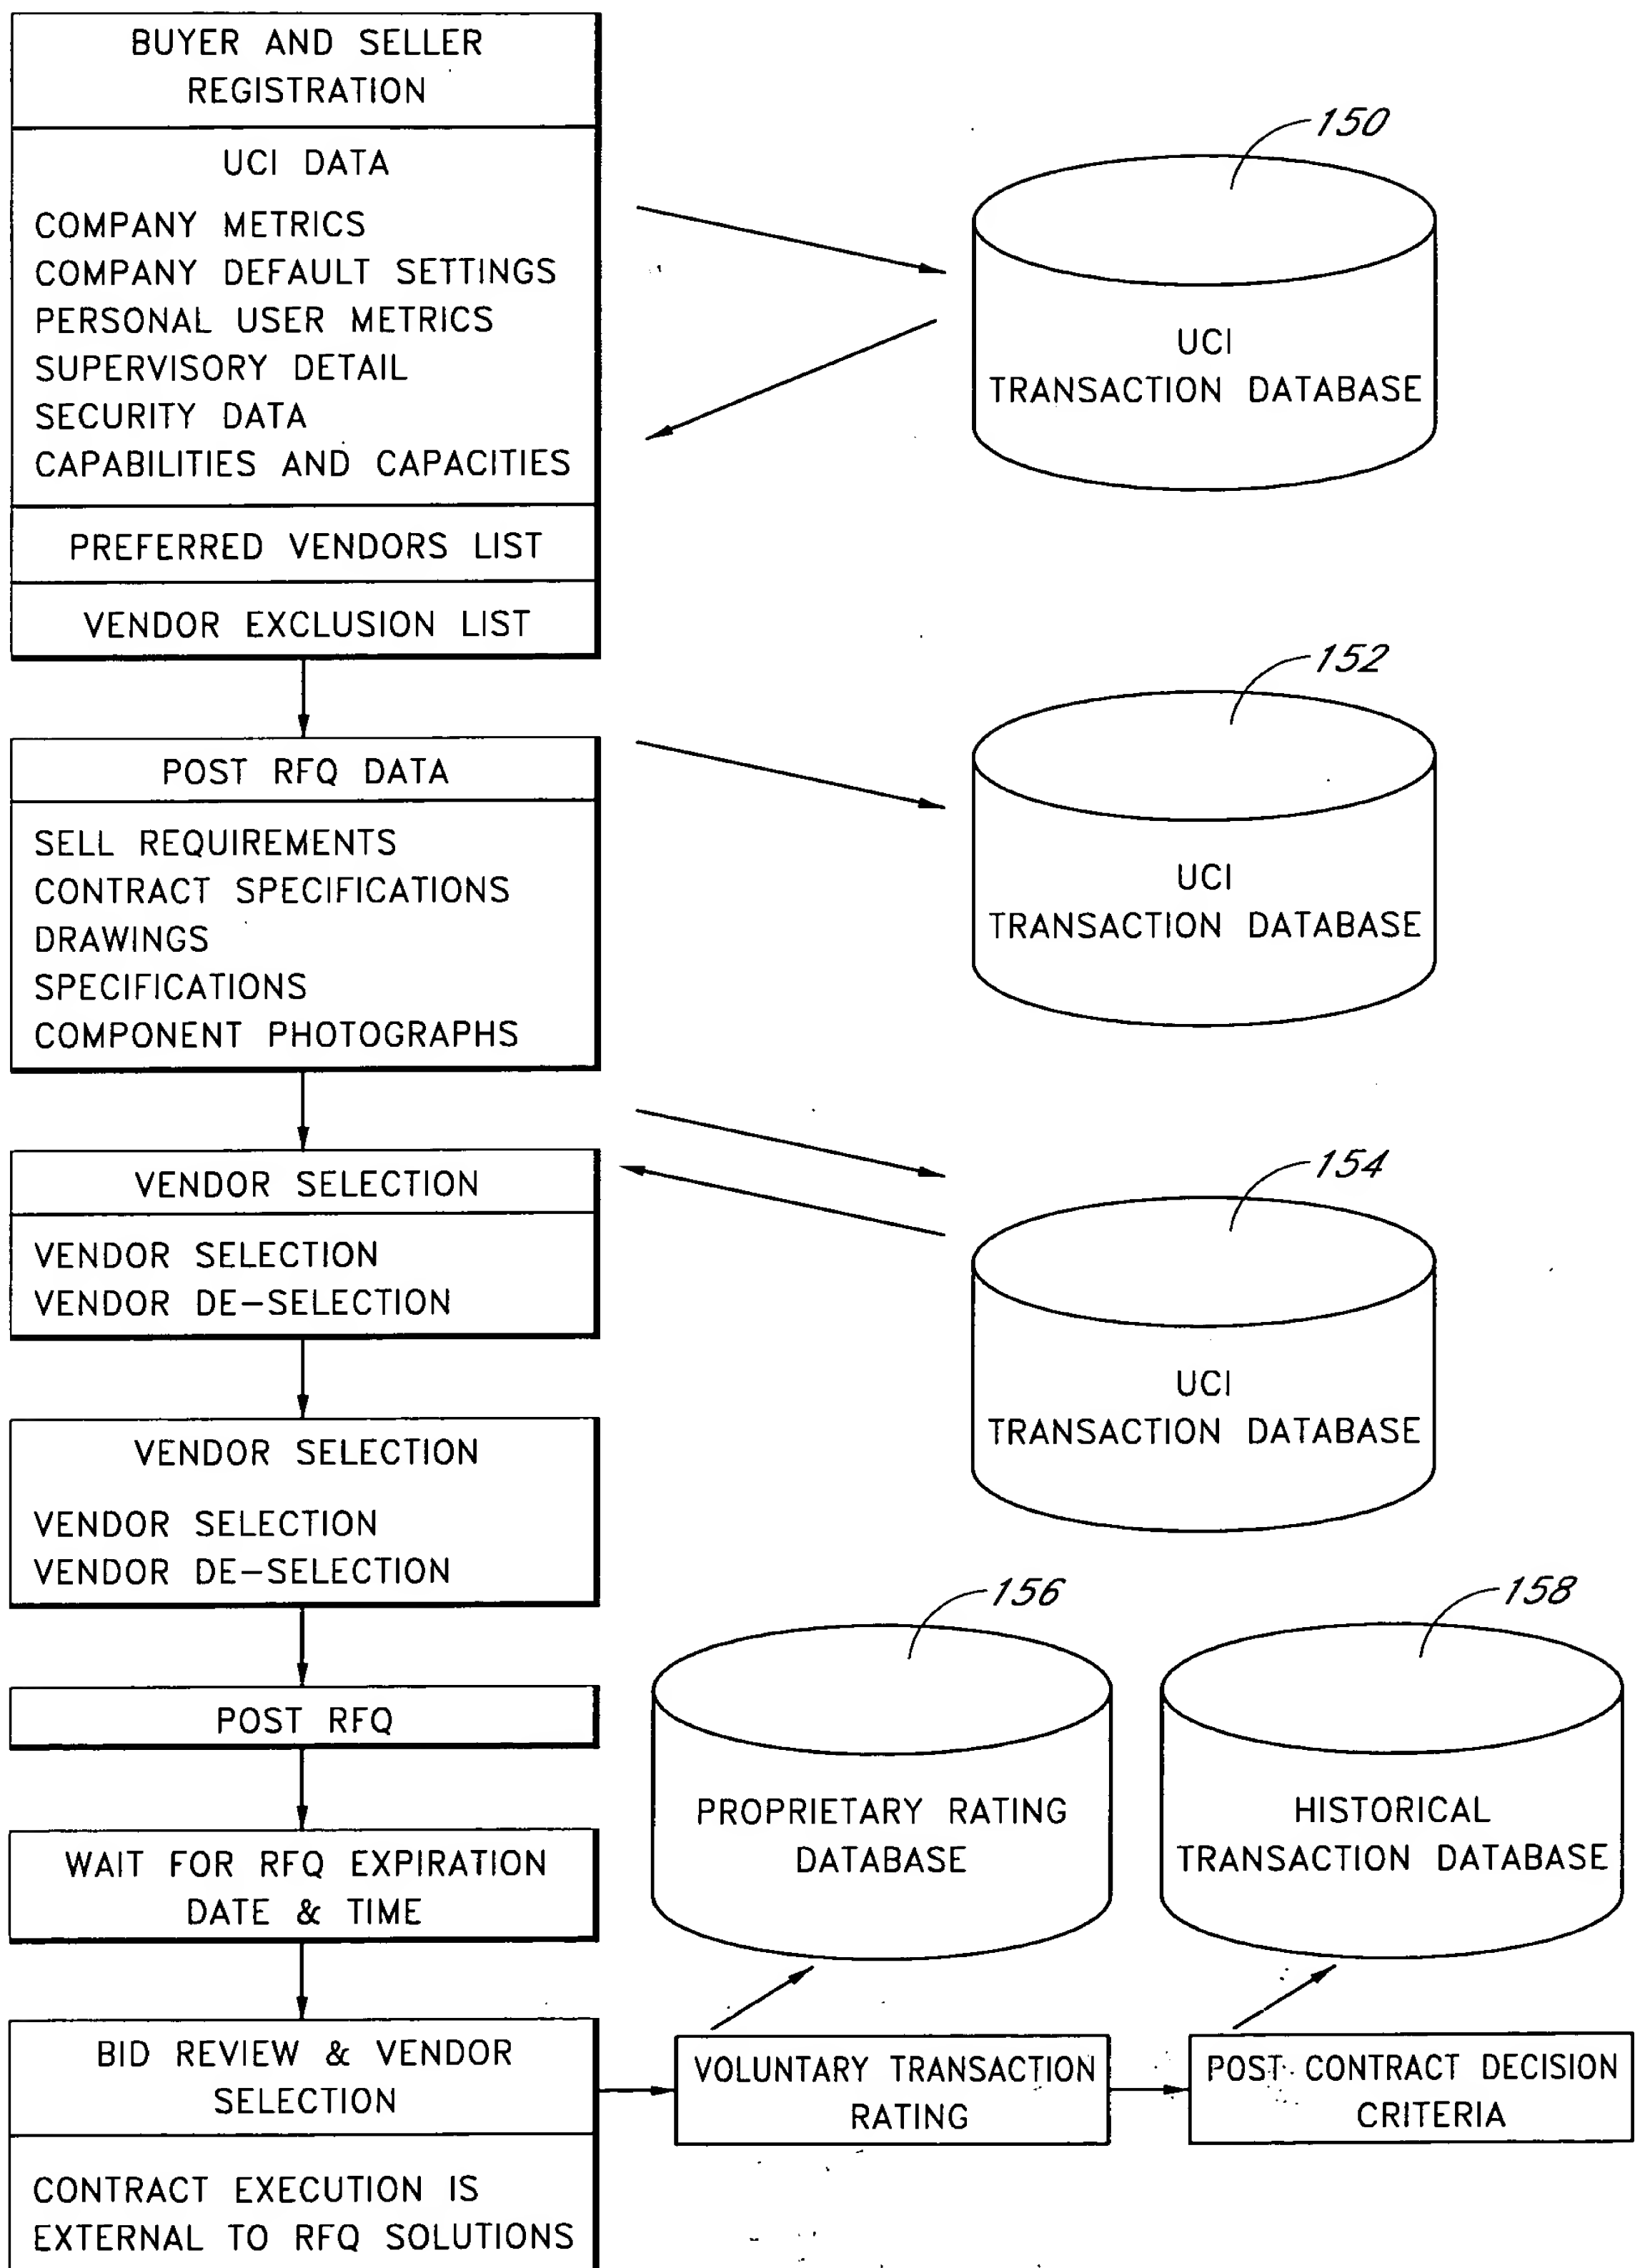 BUYER AND SELLER
REGISTRATION
UCI DATA
COMPANY METRICS
COMPANY DEFAULT SETTINGS
PERSONAL USER METRICS
SUPERVISORY DETAIL
SECURITY DATA
CAPABILITIES AND CAPACITIES
PREFERRED VENDORS LIST
VENDOR EXCLUSION LIST
150
UCI
TRANSACTION DATABASE
POST RFQ DATA
SELL REQUIREMENTS
CONTRACT SPECIFICATIONS
DRAWINGS
SPECIFICATIONS
COMPONENT PHOTOGRAPHS
152
UCI
TRANSACTION DATABASE
VENDOR SELECTION
VENDOR SELECTION
VENDOR DE-SELECTION
154
UCI
TRANSACTION DATABASE
VENDOR SELECTION
VENDOR SELECTION
VENDOR DE-SELECTION
POST RFQ
WAIT FOR RFQ EXPIRATION
DATE & TIME
156
PROPRIETARY RATING
DATABASE
158
HISTORICAL
TRANSACTION DATABASE
BID REVIEW & VENDOR
SELECTION
CONTRACT EXECUTION IS
EXTERNAL TO RFQ SOLUTIONS
VOLUNTARY TRANSACTION
RATING
POST CONTRACT DECISION
CRITERIA